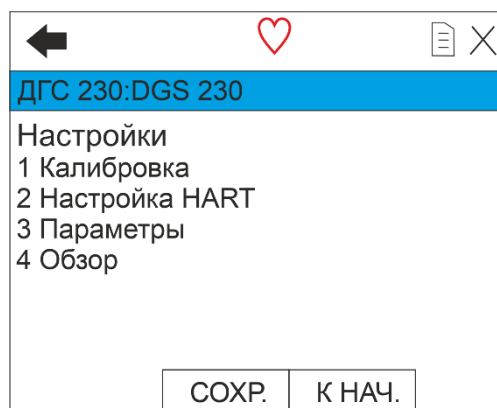 ДГС 230:DGS 230
Настройки
1 Калибровка
2 Настройка HART
3 Параметры
4 Обзор
СОХР. К НАЧ.